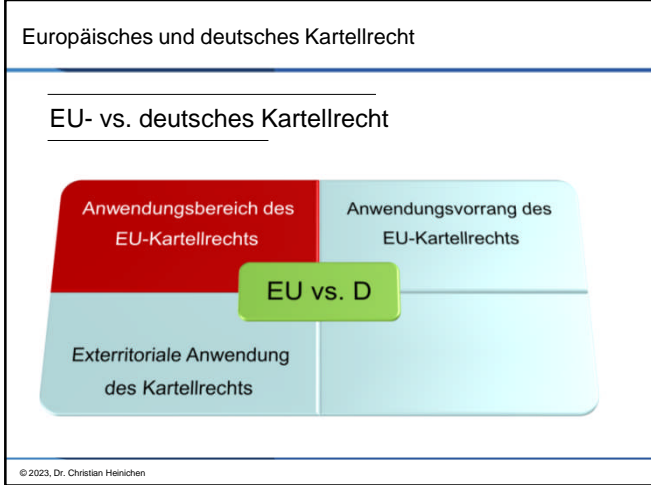 Europäisches und deutsches Kartellrecht
EU- vs. deutsches Kartellrecht
Anwendungsbereich des
EU-Kartellrechts
Anwendungsvorrang des
EU-Kartellrechts
EU vs. D
Exterritoriale Anwendung
des Kartellrechts
© 2023, Dr. Christian Heinichen